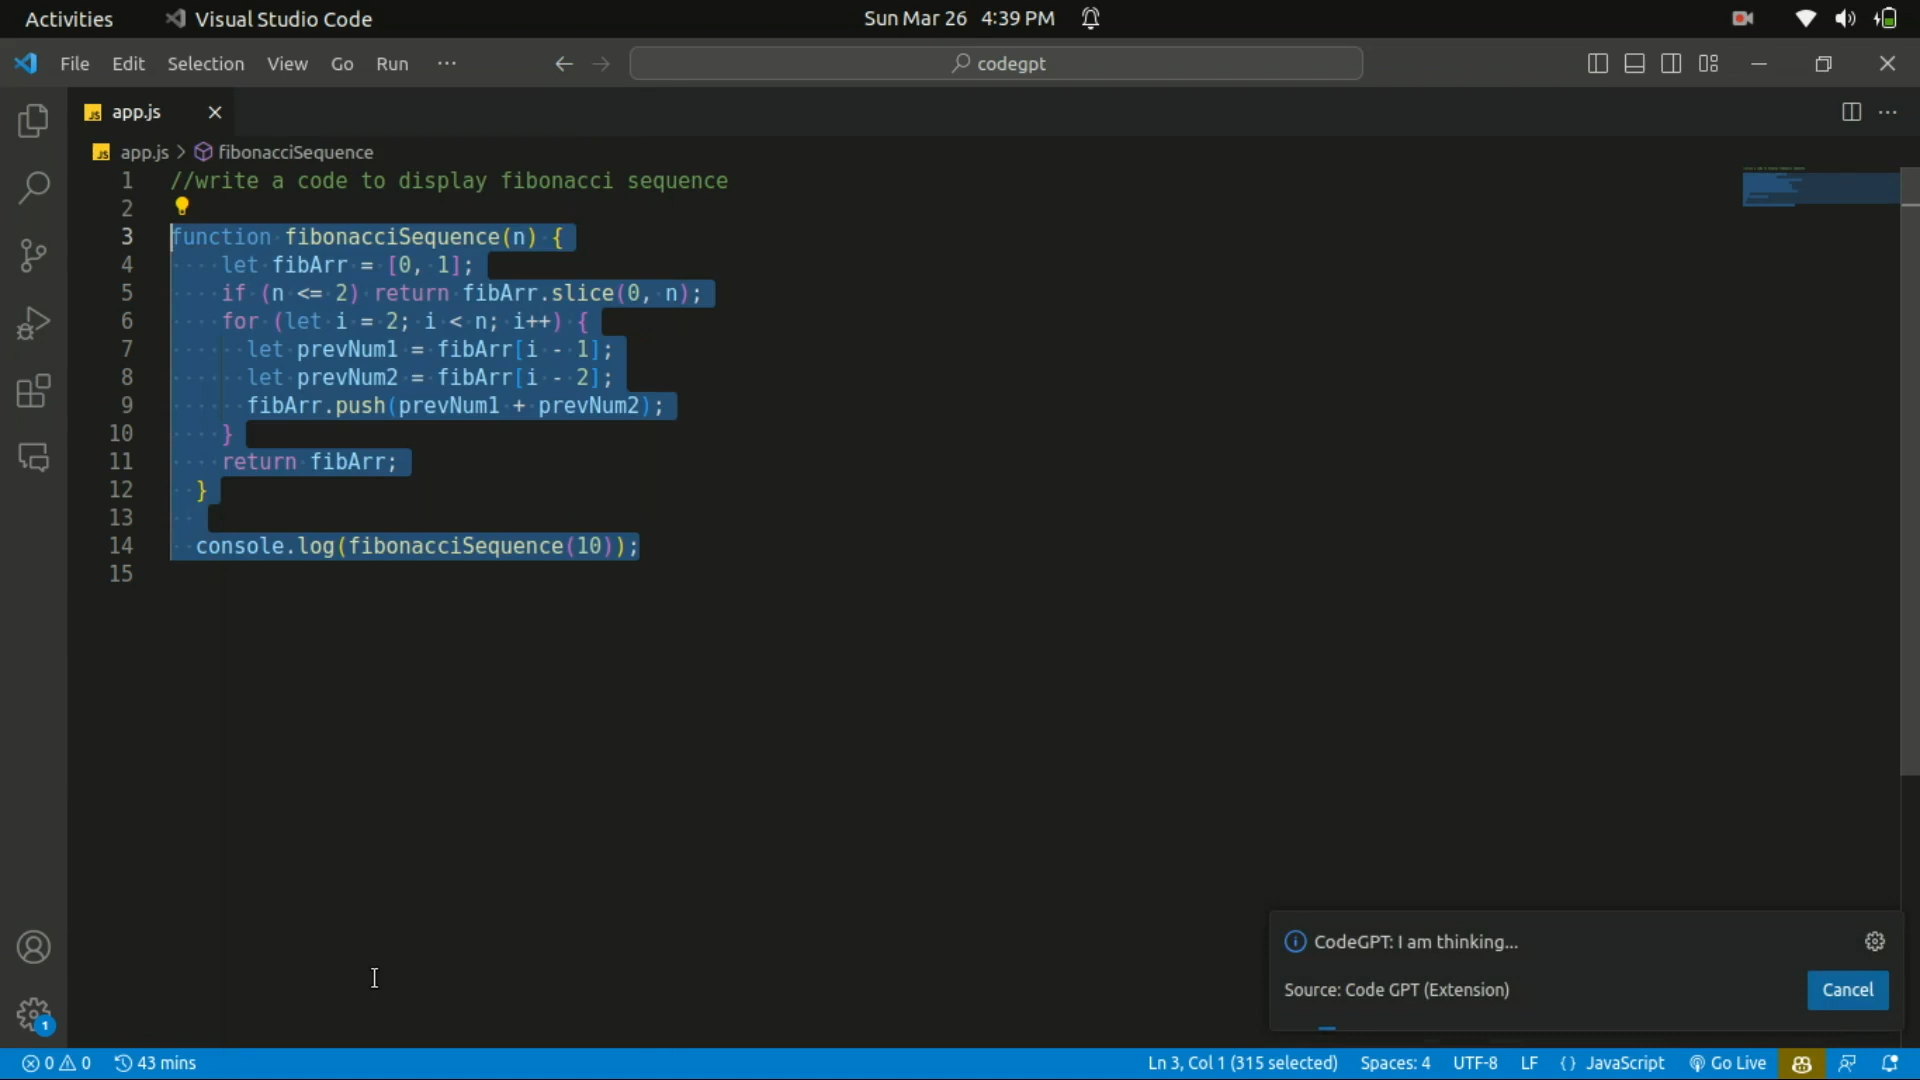 Activities
Visual Studio Code
Sun Mar 26 4:39 PM
File Edit Selection View Go Run ···
codegpt
JS app.js
JS app.js > fibonacciSequence
1 //write a code to display fibonacci sequence
2
3 function fibonacciSequence(n) {
4 let fibArr = [0, 1];
5 if (n <= 2) return fibArr.slice(0, n);
6 for (let i = 2; i < n; i++) {
7 let prevNum1 = fibArr[i - 1];
8 let prevNum2 = fibArr[i - 2];
9 fibArr.push(prevNum1 + prevNum2);
10 }
11 return fibArr;
12 }
13
14 console.log(fibonacciSequence(10));
15
CodeGPT: I am thinking...
Source: Code GPT (Extension)
Cancel
1
0 0 43 mins
Ln 3, Col 1 (315 selected) Spaces: 4 UTF-8 LF {} JavaScript Go Live